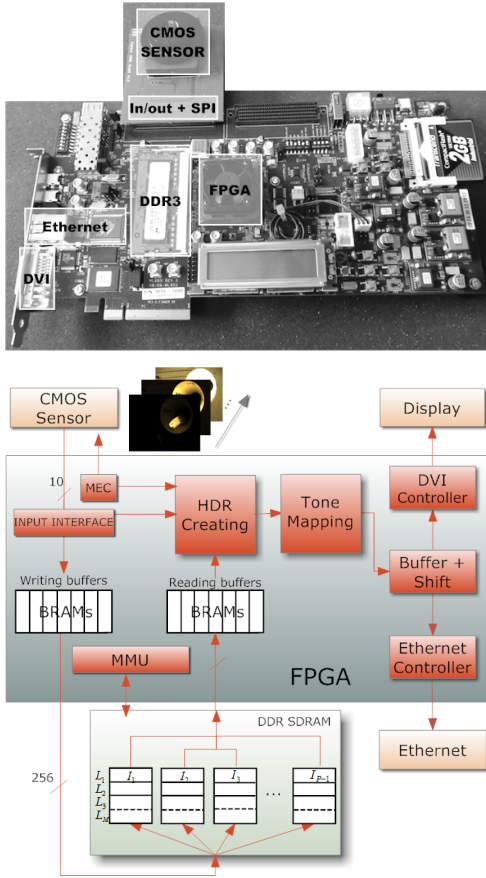 CMOS
SENSOR
In/out + SPI
DDR3
FPGA
Ethernet
DVI
CompactFlash
2GB
CMOS
Sensor
Display
10
MEC
HDR
Creating
Tone
Mapping
DVI
Controller
INPUT INTERFACE
Buffer +
Shift
Writing buffers
Reading buffers
BRAMs
BRAMs
MMU
FPGA
Ethernet
Controller
DDR SDRAM
Ethernet
256
L1 I1 I2 I3 IP-1
L2
L3
...
LM